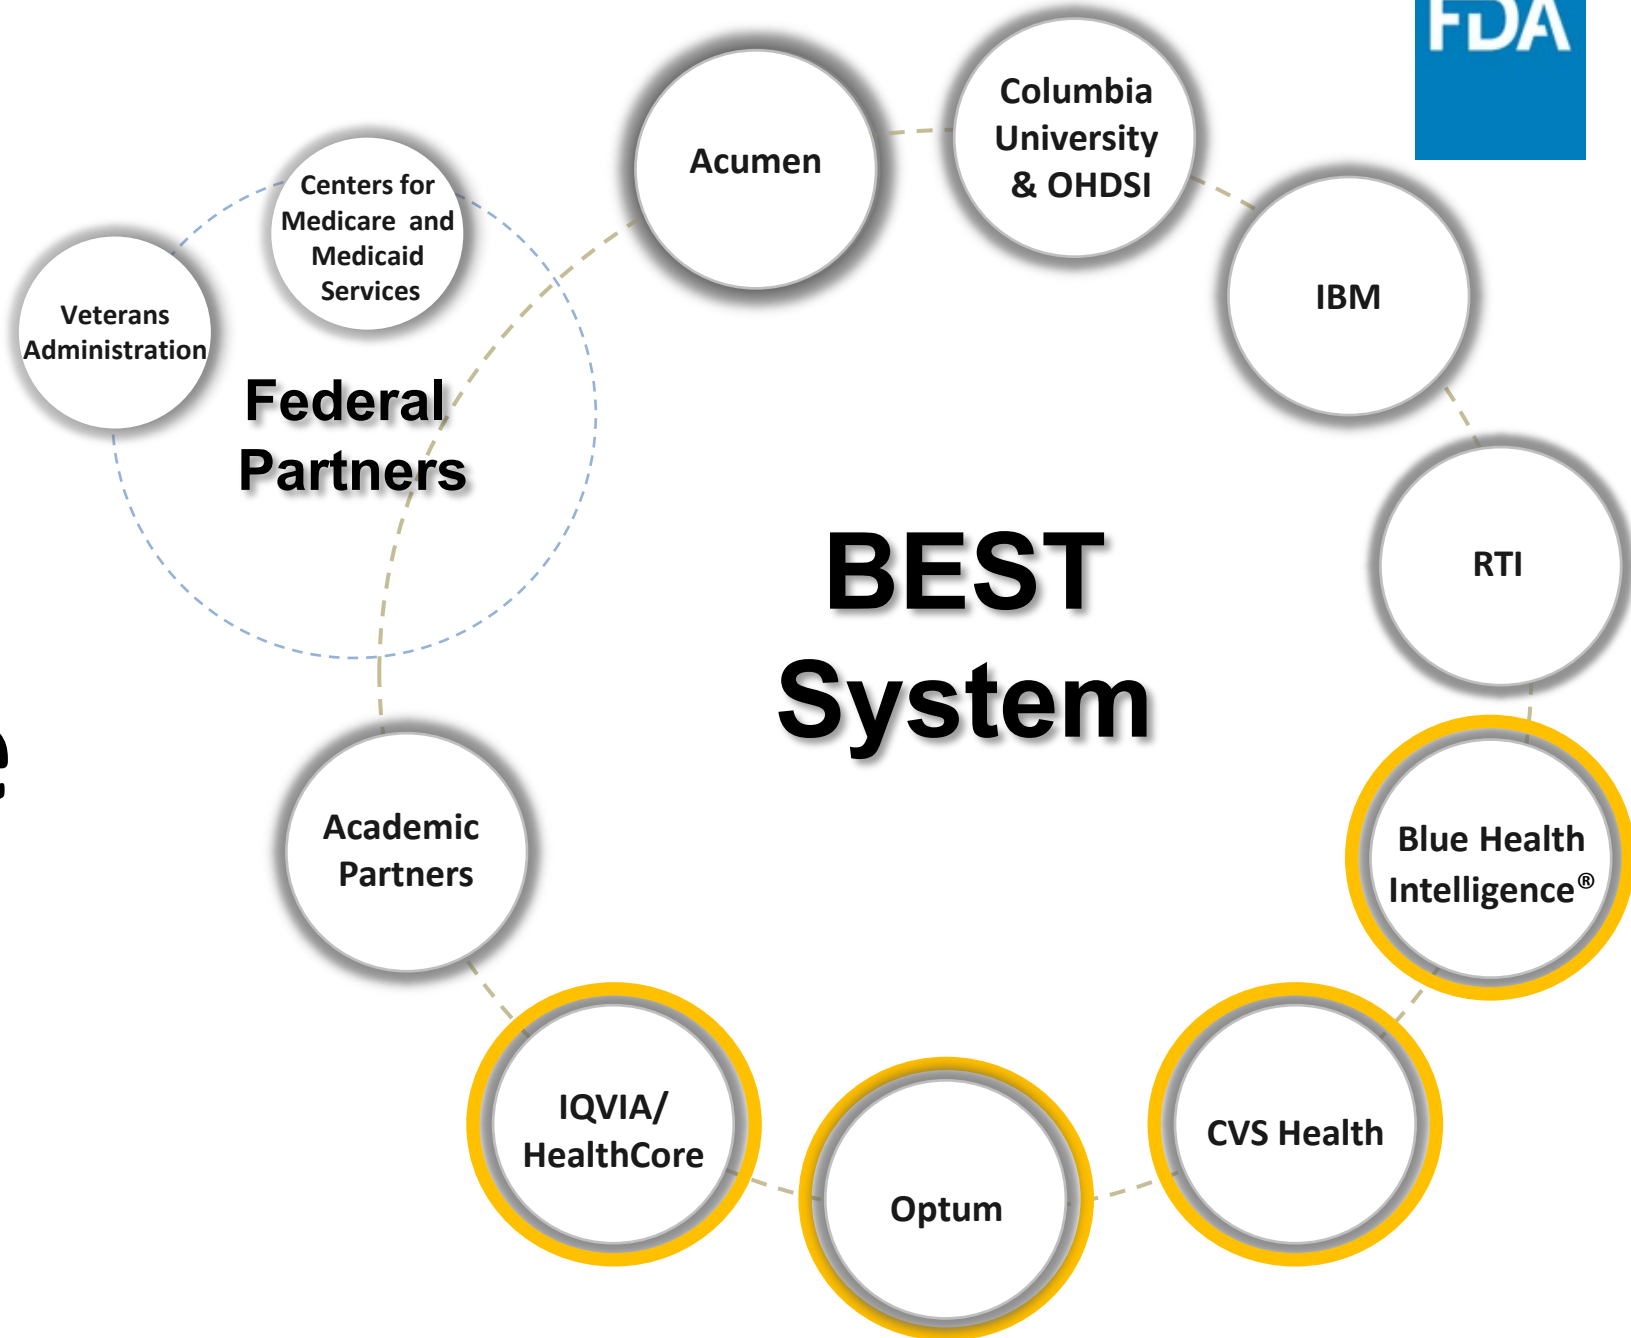 FDA
Columbia
University
& OHDSI
Acumen
Centers for
Medicare and
Medicaid
Services
IBM
Veterans
Administration
Federal
Partners
BEST
System
RTI
e
Academic
Partners
Blue Health
Intelligence®
IQVIA/
HealthCore
CVS Health
Optum